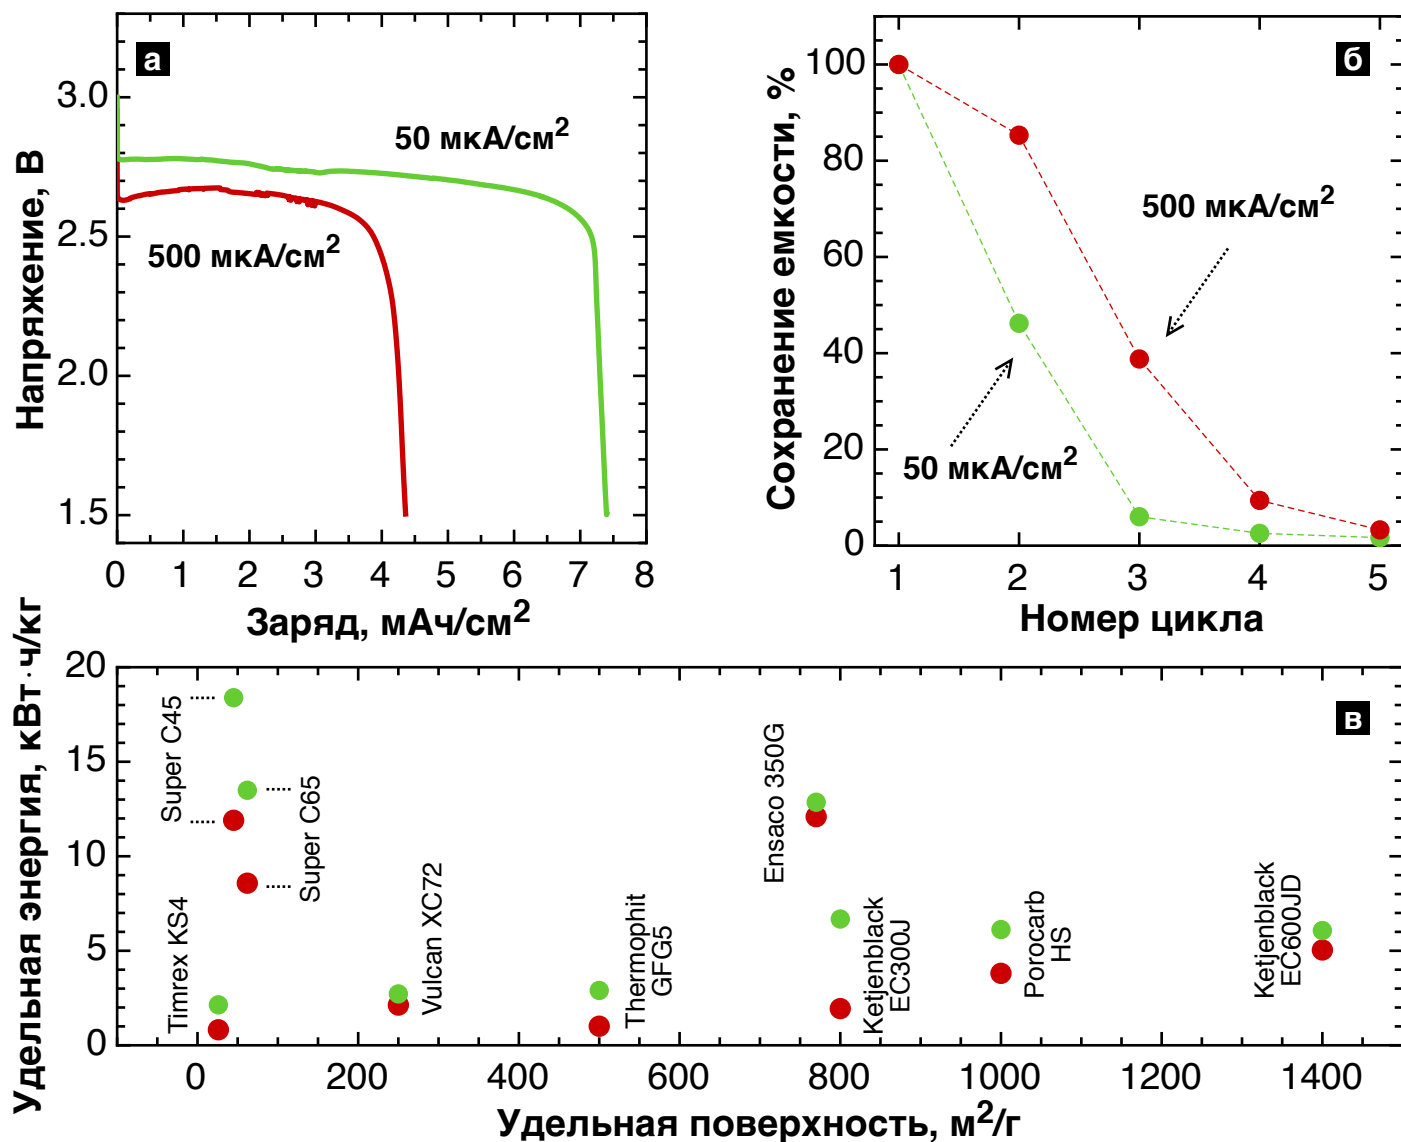 а
Напряжение, В
3.0
2.5
2.0
1.5
50 мкА/см²
500 мкА/см²
0 1 2 3 4 5 6 7 8
Заряд, мАч/см²
б
Сохранение емкости, %
100
80
60
40
20
0
500 мкА/см²
50 мкА/см²
1 2 3 4 5
Номер цикла
в
Удельная энергия, кВт·ч/кг
20
15
10
5
0
Timrex KS4
Super C45
Super C65
Vulcan XC72
Thermophit
GFG5
Ensaco 350G
Ketjenblack
EC300J
Porocarb
HS
Ketjenblack
EC600JD
0 200 400 600 800 1000 1200 1400
Удельная поверхность, м²/г